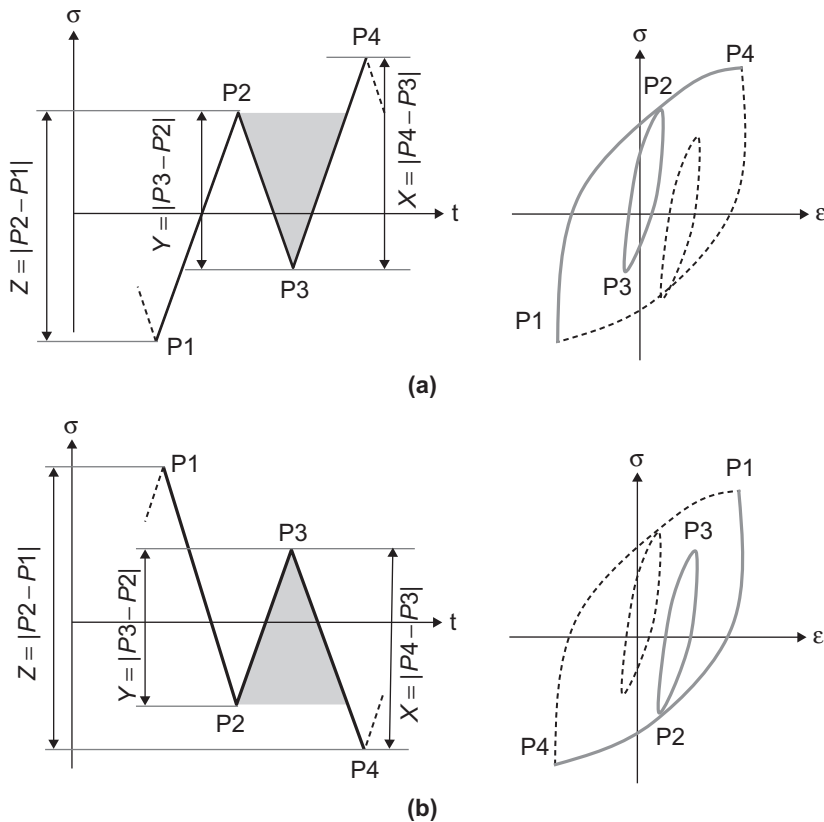 σ
P4
P2
Z = |P2 – P1|
Y = |P3 – P2|
X = |P4 – P3|
t
P3
P1
σ
P4
P2
ε
P3
P1
(a)
σ
P1
P3
Z = |P2 – P1|
Y = |P3 – P2|
X = |P4 – P3|
t
P2
P4
σ
P1
P3
ε
P4
P2
(b)